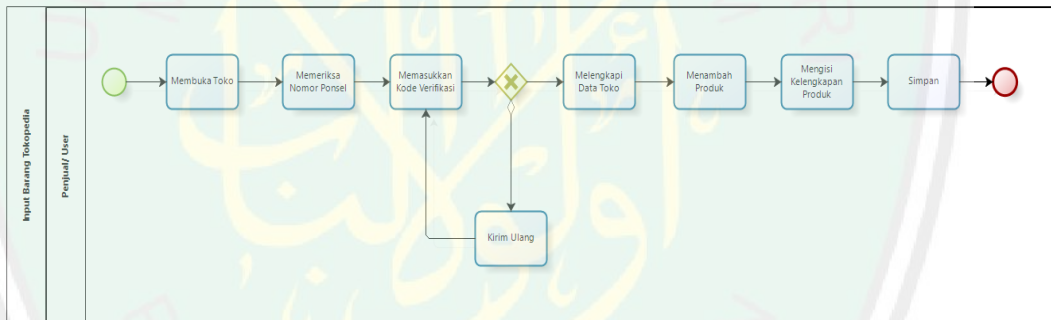 Input Barang Tokopedia
Penjual/ User
Membuka Toko
Memeriksa
Nomor Ponsel
Memasukkan
Kode Verifikasi
Melengkapi
Data Toko
Menambah
Produk
Mengisi
Kelengkapan
Produk
Simpan
Kirim Ulang